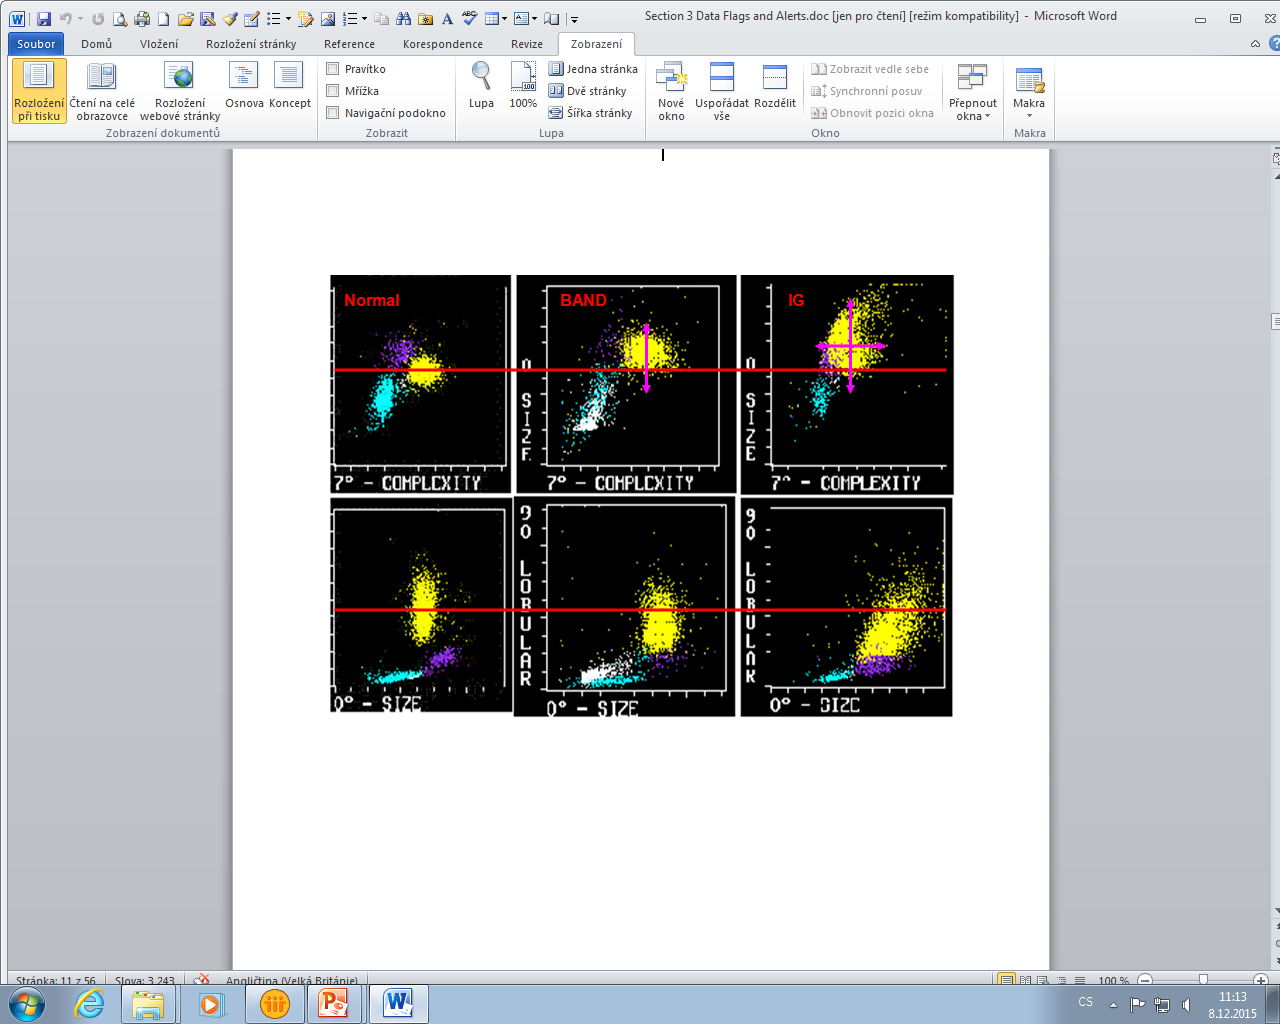 Section 3 Data Flags and Alerts.doc [jen pro čtení] [režim kompatibility] - Microsoft Word
Soubor Domů Vložení Rozložení stránky Reference Korespondence Revize Zobrazení
Rozložení při tisku
Čtení na celé obrazovce
Rozložení webové stránky
Osnova
Koncept
Zobrazení dokumentů
Pravítko
Mřížka
Navigační podokno
Zobrazit
Lupa
100%
Jedna stránka
Dvě stránky
Šířka stránky
Lupa
Nové okno
Uspořádat vše
Rozdělit
Zobrazit vedle sebe
Synchronní posuv
Obnovit pozici okna
Přepnout okna
Okno
Makra
Makra
Normal
7° - COMPLEXITY
BAND
0 SIZE
7° - COMPLEXITY
IG
0 SIZE
7° - COMPLEXITY
0° - SIZE
90 LOBULAR
0° - SIZE
90 LOBULAR
0° - SIZE
Stránka: 11 z 56 Slova: 3 243 Angličtina (Velká Británie) 100 %
CS
11:13
8.12.2015